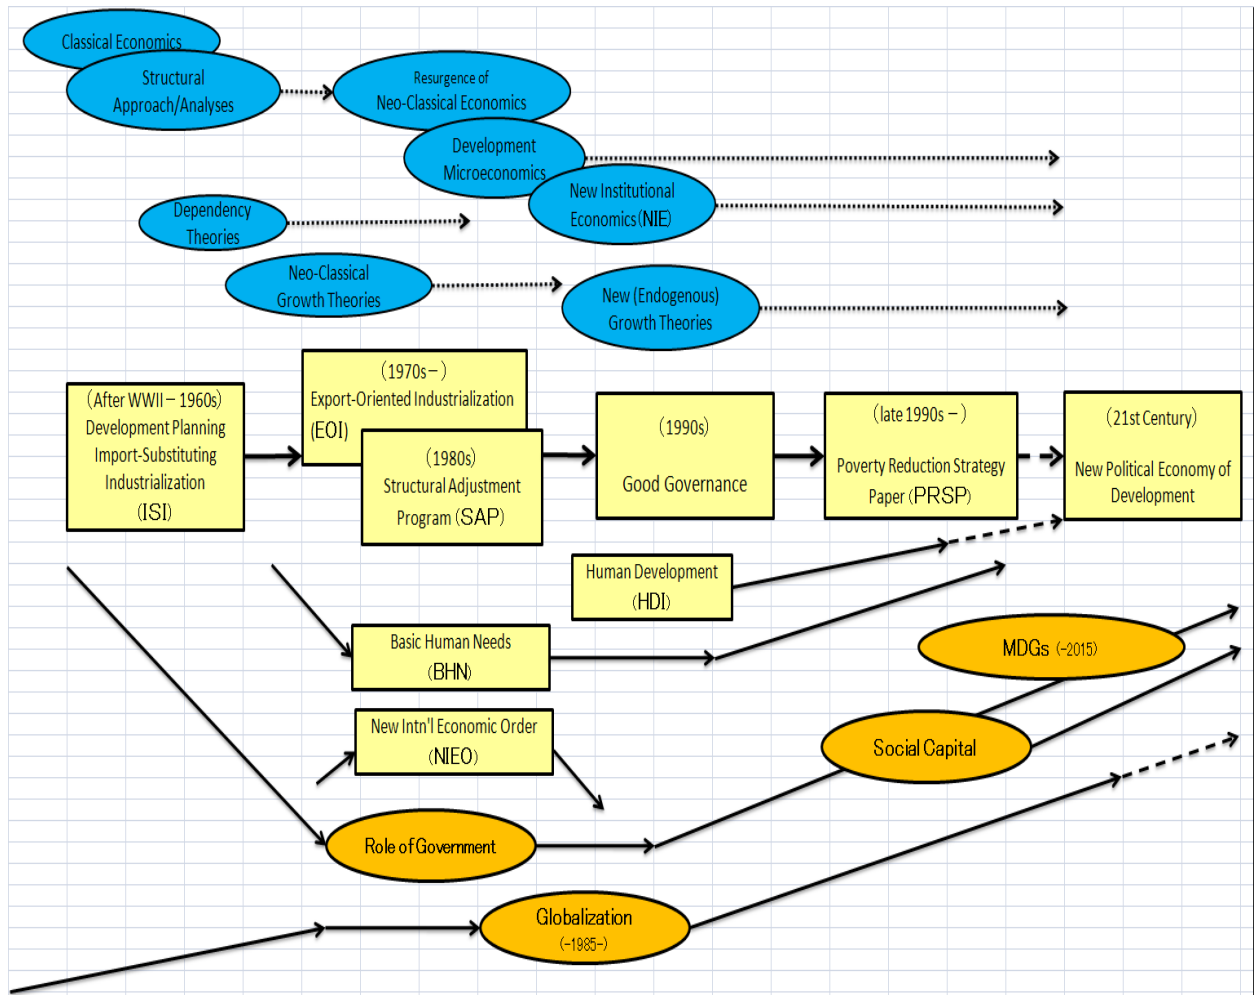 Classical Economics
Structural
Approach/Analyses
Resurgence of
Neo-Classical Economics
Development
Microeconomics
New Institutional
Economics(NIE)
Dependency
Theories
Neo-Classical
Growth Theories
New (Endogenous)
Growth Theories
(After WWII－1960s)
Development Planning
Import-Substituting
Industrialization
(ISI)
(1970s－)
Export-Oriented Industrialization
(EOI)
(1980s)
Structural Adjustment
Program (SAP)
(1990s)
Good Governance
(late 1990s－)
Poverty Reduction Strategy
Paper (PRSP)
(21st Century)
New Political Economy of
Development
Human Development
(HDI)
Basic Human Needs
(BHN)
New Intn'l Economic Order
(NIEO)
MDGs (-2015)
Social Capital
Role of Government
Globalization
(-1985-)